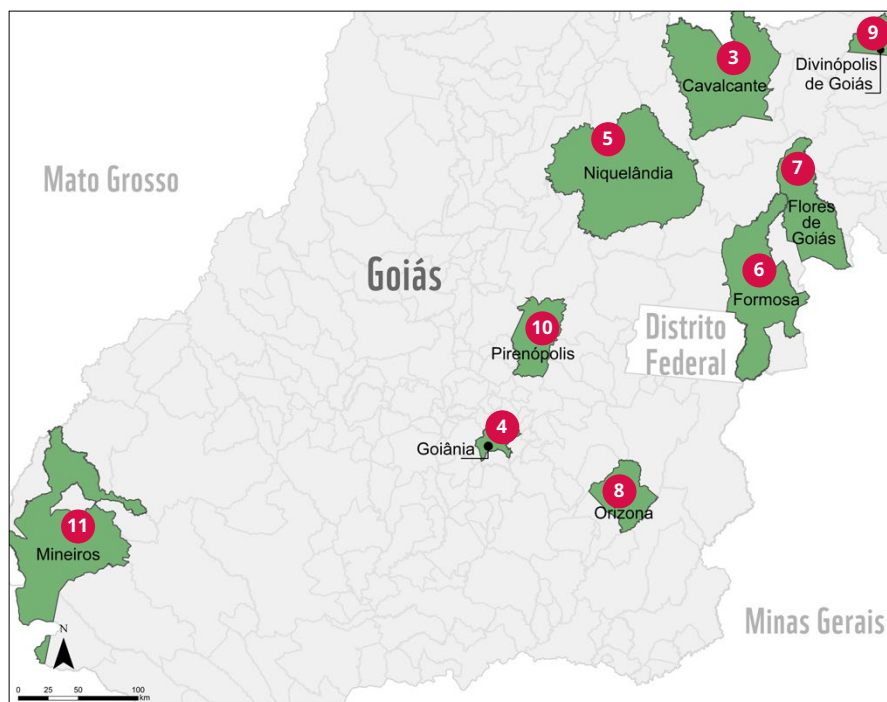 9
3
Divinópolis
de Goiás
Cavalcante
5
7
Mato Grosso
Niquelândia
Flores
de
Goiás
Goiás
6
Formosa
10
Distrito
Federal
Pirenópolis
4
Goiânia
8
Orizona
11
Mineiros
Minas Gerais
N
0 25 50 100
km